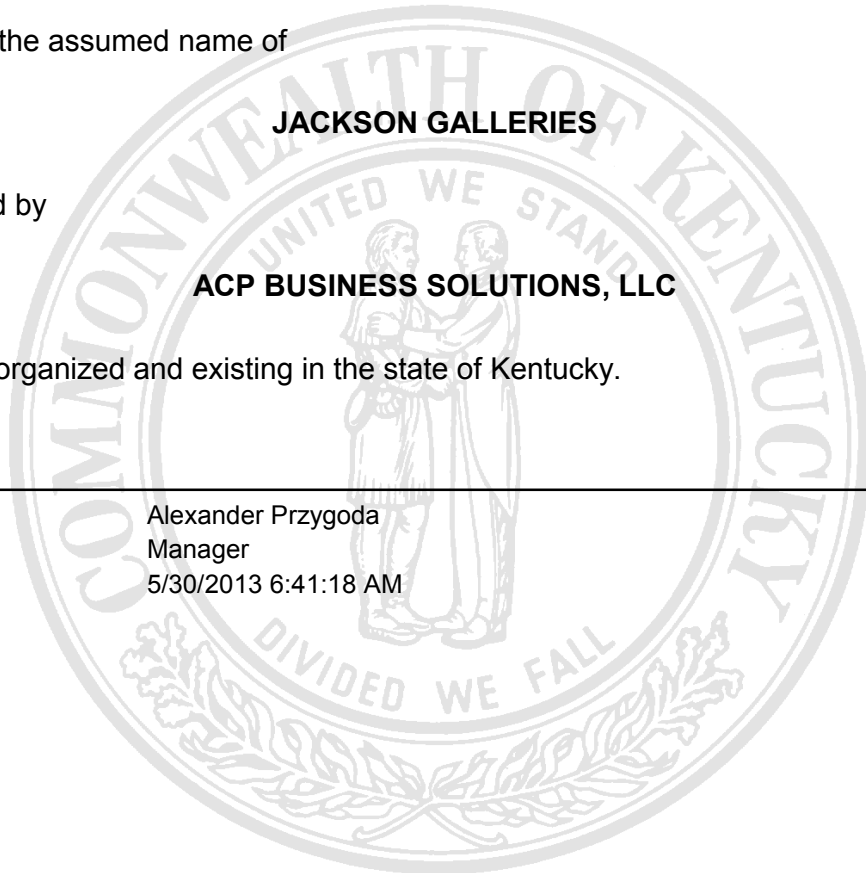 the assumed name of
JACKSON GALLERIES
d by
ACP BUSINESS SOLUTIONS, LLC
organized and existing in the state of Kentucky.
Alexander Przygoda
Manager
5/30/2013 6:41:18 AM
COMMONWEALTH OF KENTUCKY
UNITED WE STAND
DIVIDED WE FALL